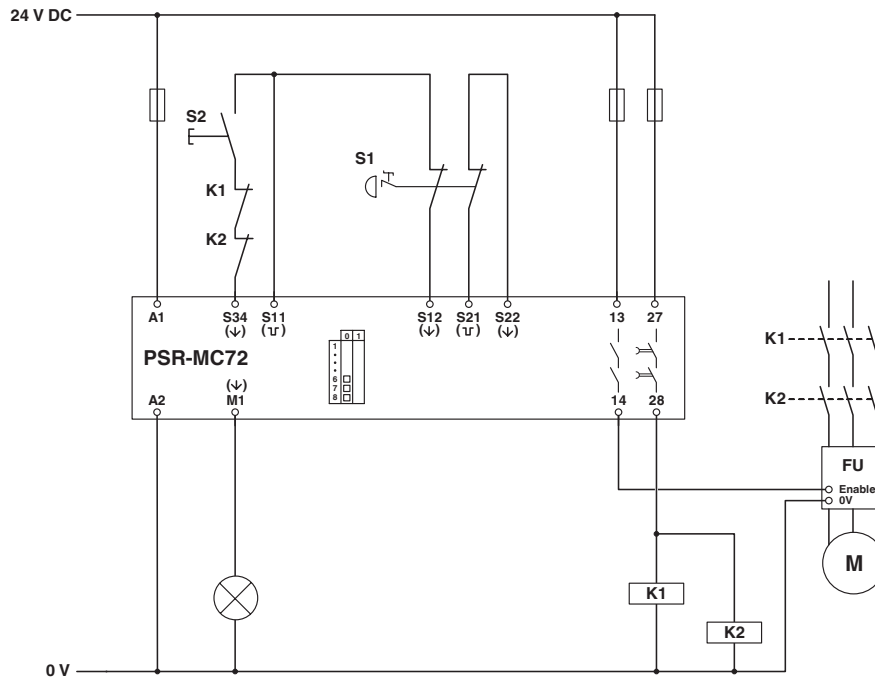 24 V DC
S2
S1
K1
K2
A1 S34 S11 S12 S21 S22 13 27
0 1
1
6
7
8
PSR-MC72
A2 M1 14 28
K1
K2
FU
Enable
0V
M
K1
K2
0 V